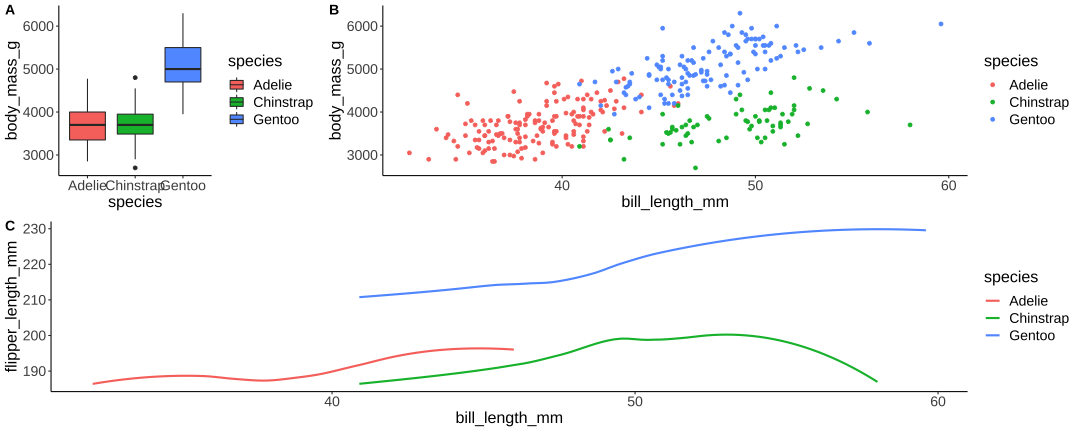 A
body_mass_g
6000
5000
4000
3000
Adelie Chinstrap Gentoo
species
species
Adelie
Chinstrap
Gentoo
B
body_mass_g
6000
5000
4000
3000
40 50 60
bill_length_mm
species
Adelie
Chinstrap
Gentoo
C
flipper_length_mm
230
220
210
200
190
40 50 60
bill_length_mm
species
Adelie
Chinstrap
Gentoo